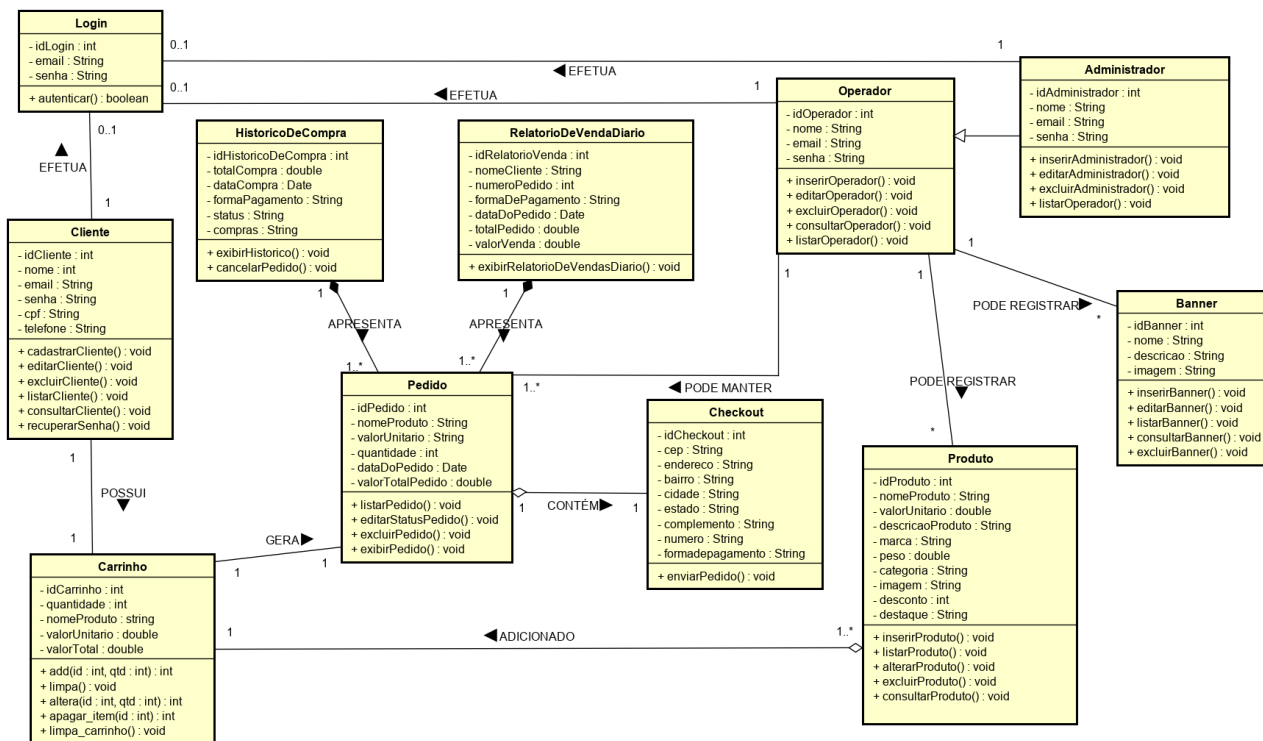 Login
- idLogin : int
- email : String
- senha : String
+ autenticar() : boolean
0..1
1
◀EFETUA
0..1
1
◀EFETUA
0..1
▲
EFETUA
1
Administrador
- idAdministrador : int
- nome : String
- email : String
- senha : String
+ inserirAdministrador() : void
+ editarAdministrador() : void
+ excluirAdministrador() : void
+ listarOperador() : void
Operador
- idOperador : int
- nome : String
- email : String
- senha : String
+ inserirOperador() : void
+ editarOperador() : void
+ excluirOperador() : void
+ consultarOperador() : void
+ listarOperador() : void
HistoricoDeCompra
- idHistoricoDeCompra : int
- totalCompra : double
- dataCompra : Date
- formaPagamento : String
- status : String
- compras : String
+ exibirHistorico() : void
+ cancelarPedido() : void
RelatorioDeVendaDiario
- idRelatorioVenda : int
- nomeCliente : String
- numeroPedido : int
- formaDePagamento : String
- dataDoPedido : Date
- totalPedido : double
- valorVenda : double
+ exibirRelatorioDeVendasDiario() : void
Cliente
- idCliente : int
- nome : int
- email : String
- senha : String
- cpf : String
- telefone : String
+ cadastrarCliente() : void
+ editarCliente() : void
+ excluirCliente() : void
+ listarCliente() : void
+ consultarCliente() : void
+ recuperarSenha() : void
1
APRESENTA
▼
1..*
1
APRESENTA
▼
1..*
1
1..*
◀ PODE MANTER
1
PODE REGISTRAR▶
*
1
PODE REGISTRAR
▼
*
Banner
- idBanner : int
- nome : String
- descricao : String
- imagem : String
+ inserirBanner() : void
+ editarBanner() : void
+ listarBanner() : void
+ consultarBanner() : void
+ excluirBanner() : void
Pedido
- idPedido : int
- nomeProduto : String
- valorUnitario : String
- quantidade : int
- dataDoPedido : Date
- valorTotalPedido : double
+ listarPedido() : void
+ editarStatusPedido() : void
+ excluirPedido() : void
+ exibirPedido() : void
1
CONTÉM▶
1
Checkout
- idCheckout : int
- cep : String
- endereco : String
- bairro : String
- cidade : String
- estado : String
- complemento : String
- numero : String
- formadepagamento : String
+ enviarPedido() : void
Produto
- idProduto : int
- nomeProduto : String
- valorUnitario : double
- descricaoProduto : String
- marca : String
- peso : double
- categoria : String
- imagem : String
- desconto : int
- destaque : String
+ inserirProduto() : void
+ listarProduto() : void
+ alterarProduto() : void
+ excluirProduto() : void
+ consultarProduto() : void
1
POSSUI
▼
1
GERA▶
1
1
Carrinho
- idCarrinho : int
- quantidade : int
- nomeProduto : string
- valorUnitario : double
- valorTotal : double
+ add(id : int, qtd : int) : int
+ limpa() : void
+ altera(id : int, qtd : int) : int
+ apagar_item(id : int) : int
+ limpa_carrinho() : void
1
◀ADICIONADO
1..*